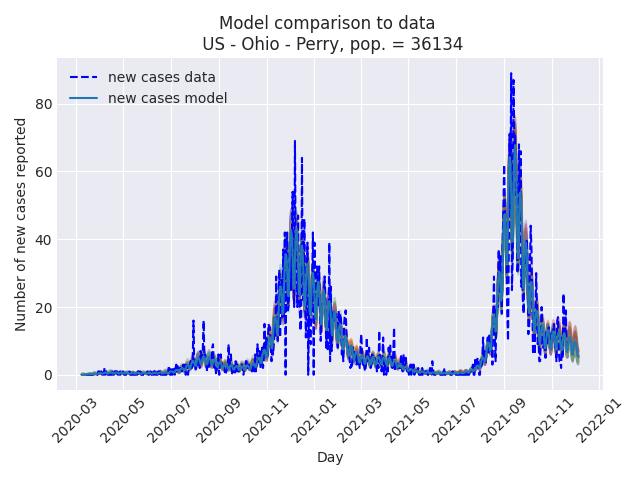 Model comparison to data
US - Ohio - Perry, pop. = 36134
new cases data
new cases model
Number of new cases reported
80
60
40
20
0
2020-03
2020-05
2020-07
2020-09
2020-11
2021-01
2021-03
2021-05
2021-07
2021-09
2021-11
2022-01
Day